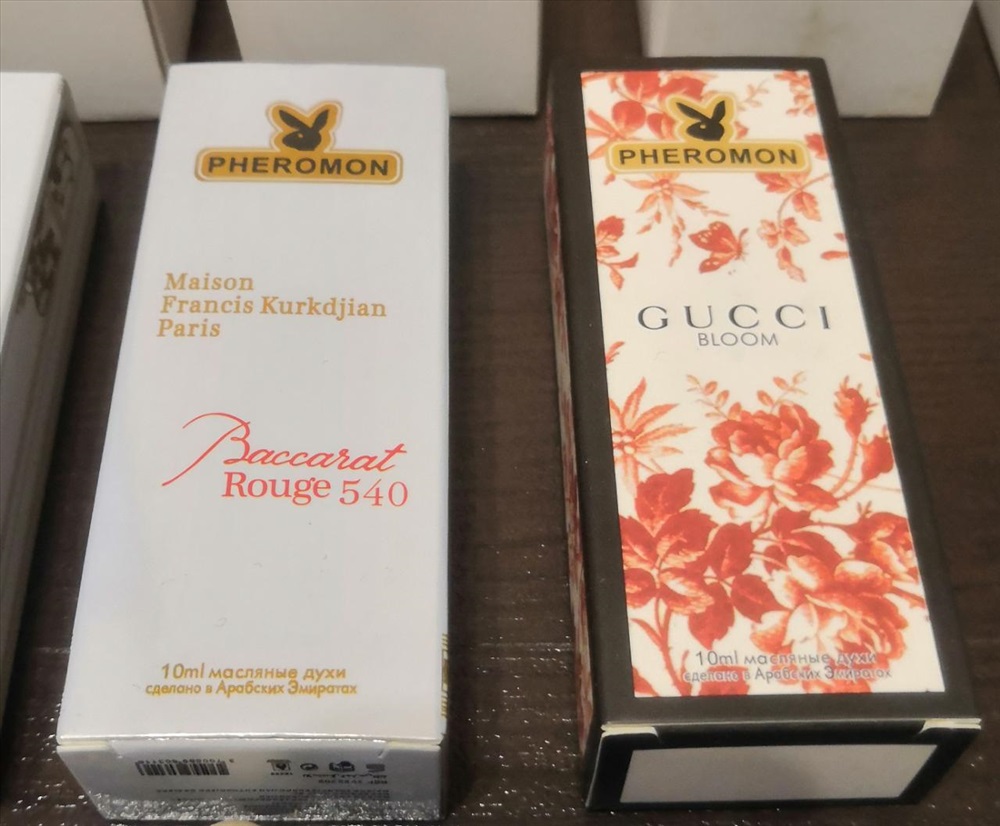 PHEROMON
Maison
Francis Kurkdjian
Paris
Baccarat
Rouge 540
10ml масляные духи
сделано в Арабских Эмиратах
PHEROMON
GUCCI
BLOOM
10ml масляные духи
сделано в Арабских Эмиратах